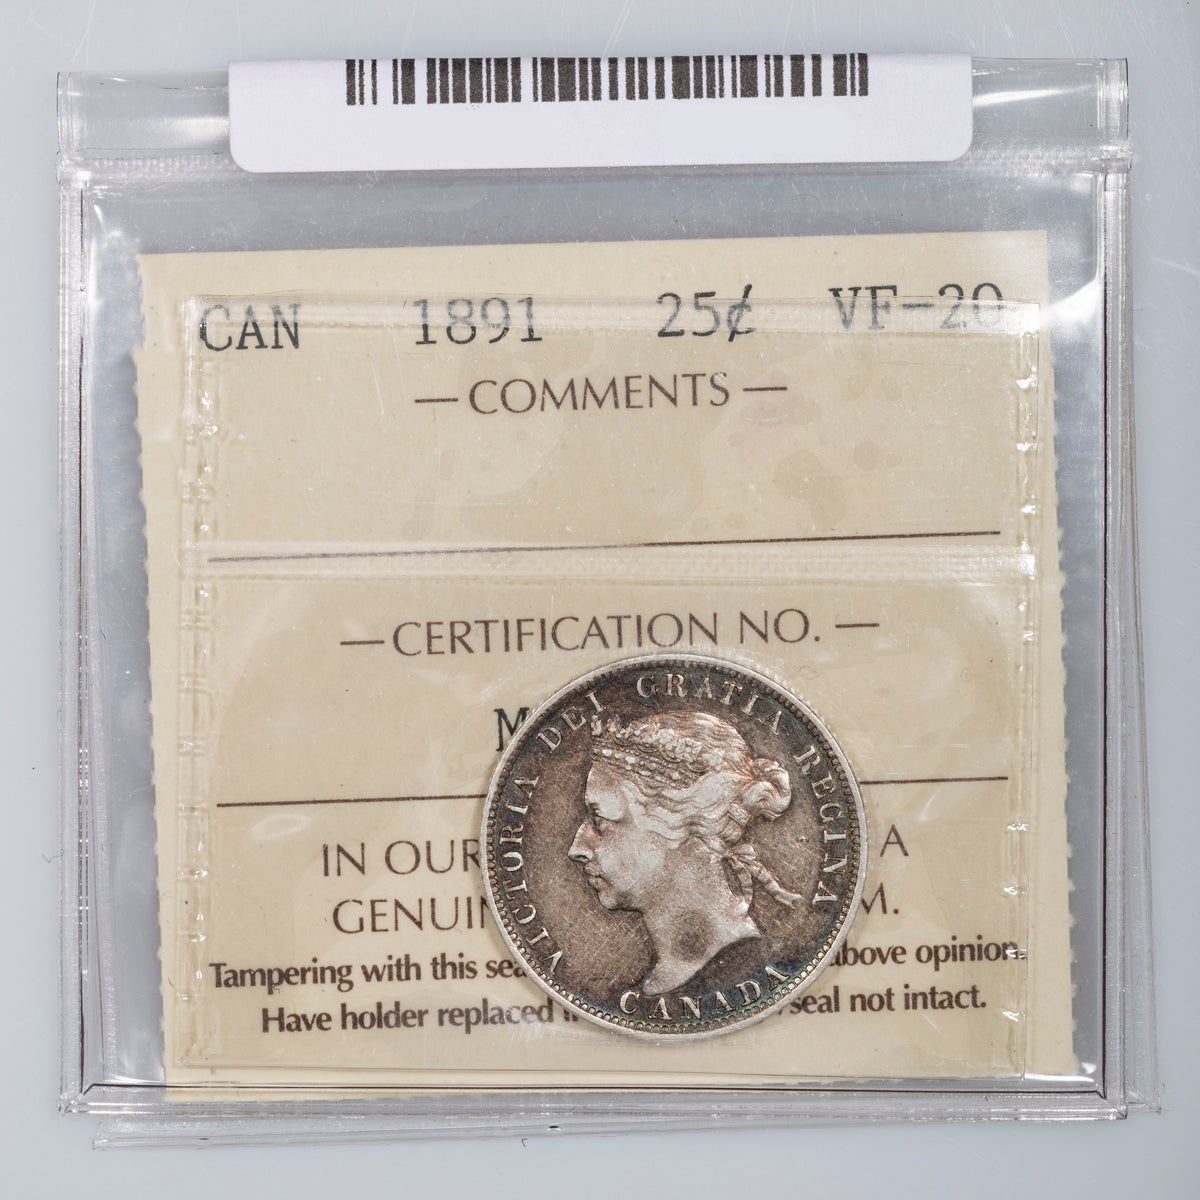 CAN 1891 25¢ VF-20
— COMMENTS —
— CERTIFICATION NO. —
M
IN OUR A
GENUIN M.
Tampering with this sea above opinion.
Have holder replaced seal not intact.
VICTORIA DEI GRATIA REGINA
CANADA